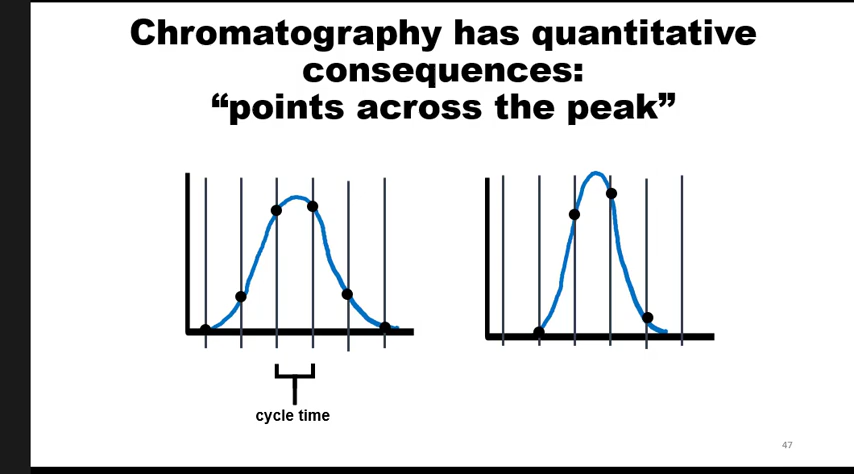 Chromatography has quantitative
consequences:
“points across the peak”
cycle time
47